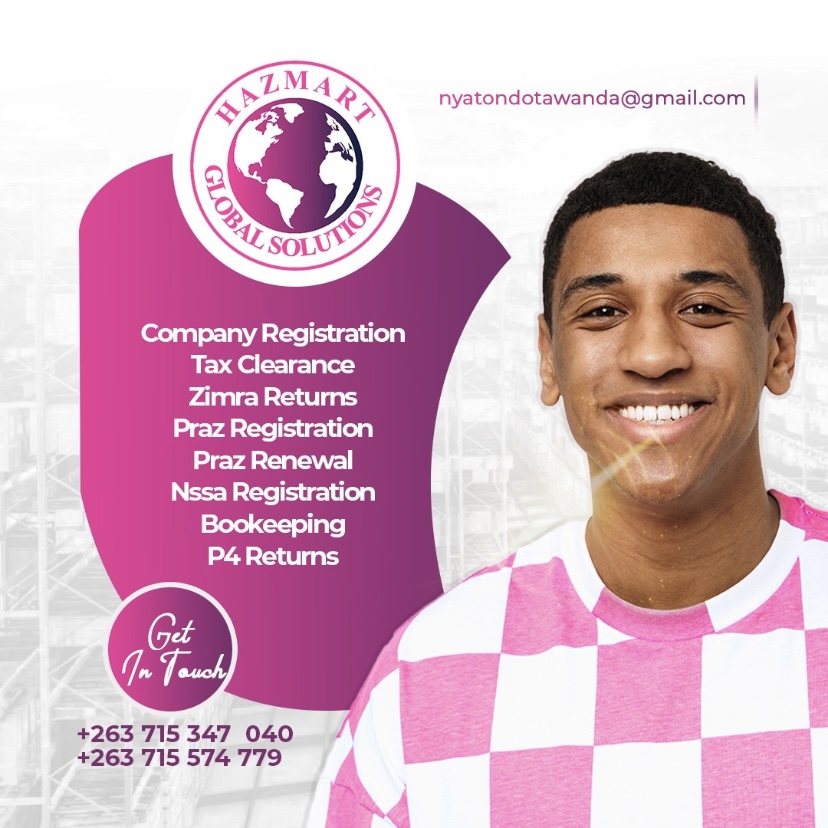 HAZMART
GLOBAL SOLUTIONS
nyatondotawanda@gmail.com
Company Registration
Tax Clearance
Zimra Returns
Praz Registration
Praz Renewal
Nssa Registration
Bookeeping
P4 Returns
Get
In Touch
+263 715 347 040
+263 715 574 779